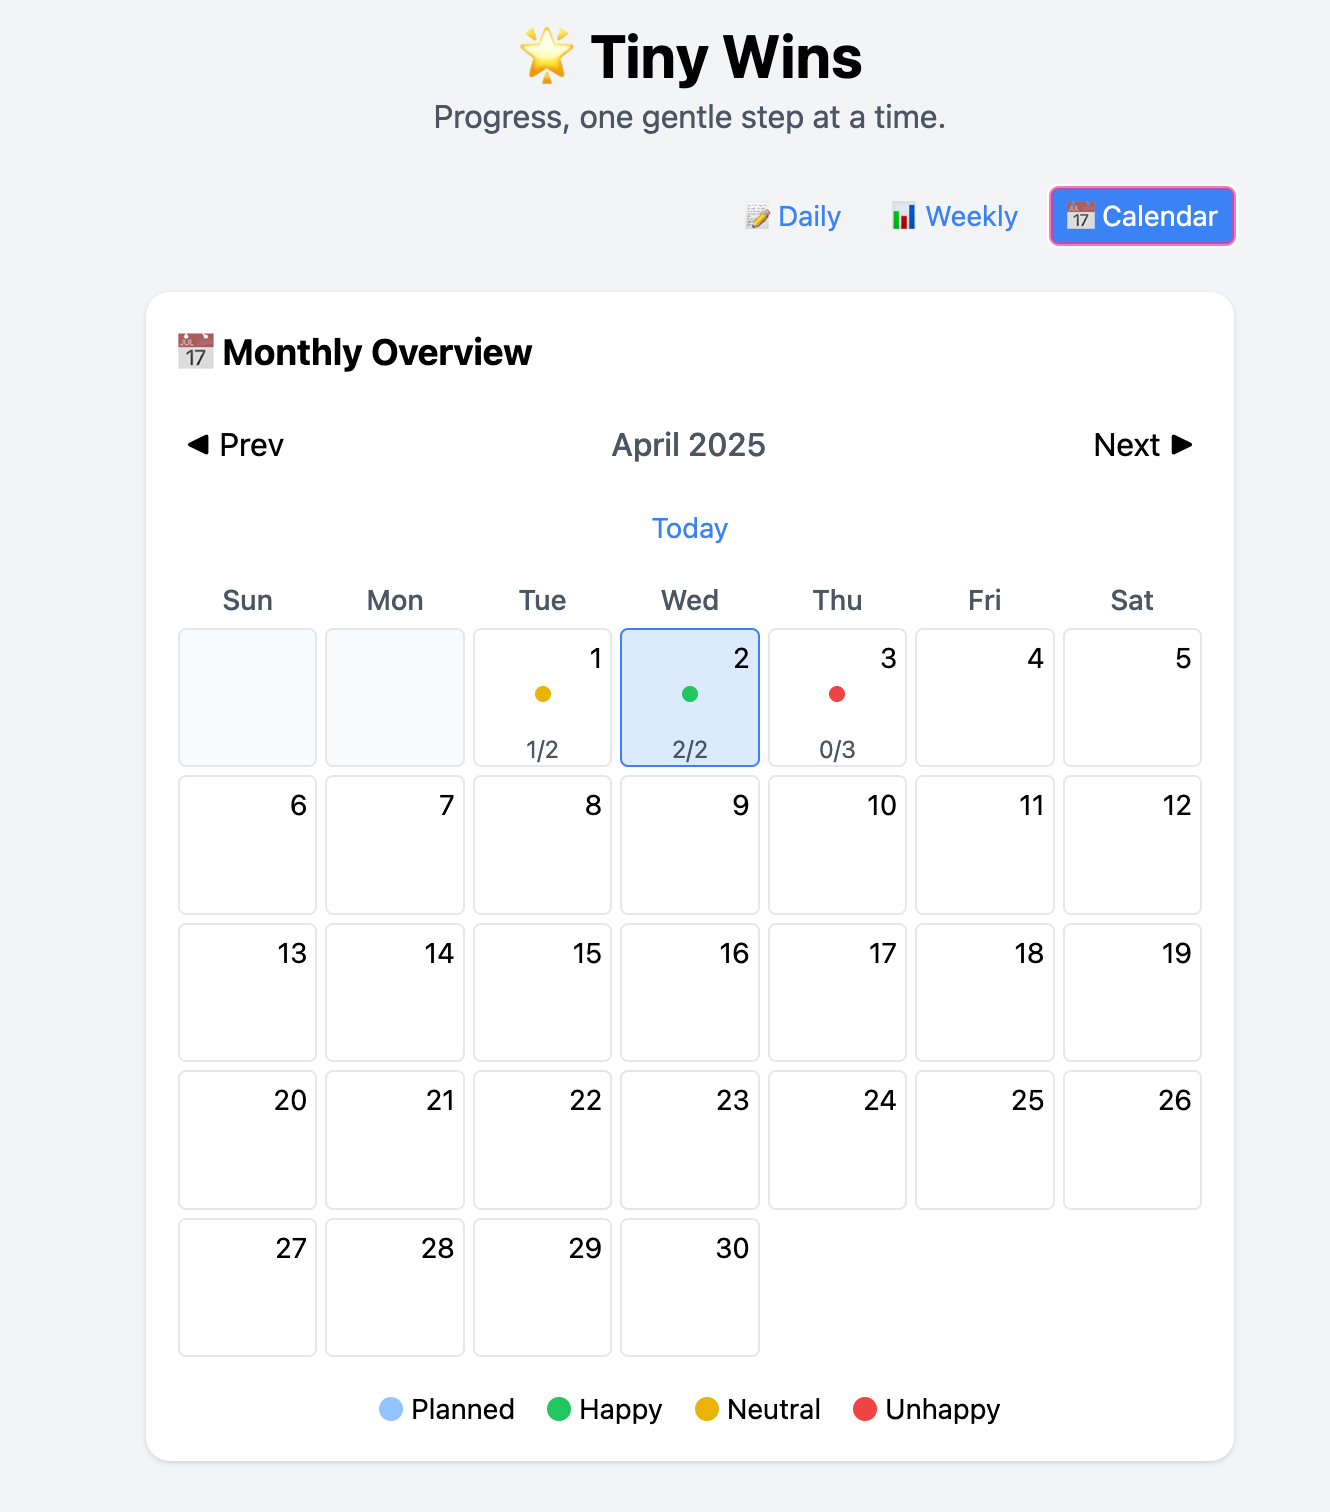 🌟 Tiny Wins
Progress, one gentle step at a time.
📝 Daily 📊 Weekly 📅 Calendar
📅 Monthly Overview
◀ Prev April 2025 Next ▶
Today
Sun Mon Tue Wed Thu Fri Sat
1 2 3 4 5
1/2 2/2 0/3
6 7 8 9 10 11 12
13 14 15 16 17 18 19
20 21 22 23 24 25 26
27 28 29 30
Planned Happy Neutral Unhappy